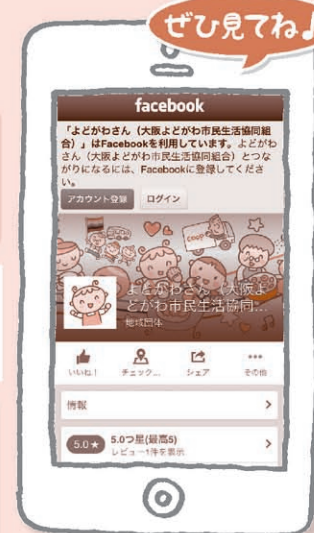 ぜひ見てね♪
facebook
「よどがわさん（大阪よどがわ市民生活協同組
合）」はFacebookを利用しています。よどがわ
さん（大阪よどがわ市民生活協同組合）とつな
がりになるには、Facebookに登録してくださ
い。
アカウント登録 ログイン
よどがわさん（大阪よ
どがわ市民生活協同…
地域団体
いいね！ チェック... シェア その他
情報
5.0★ 5.0つ星(最高5)
レビュー1件を表示